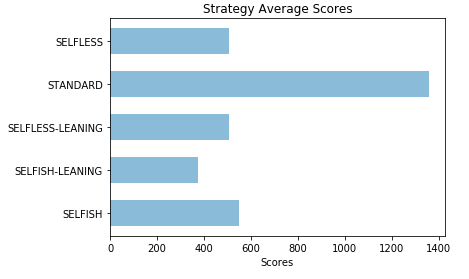 Strategy Average Scores
SELFLESS
STANDARD
SELFLESS-LEANING
SELFISH-LEANING
SELFISH
0 200 400 600 800 1000 1200 1400
Scores